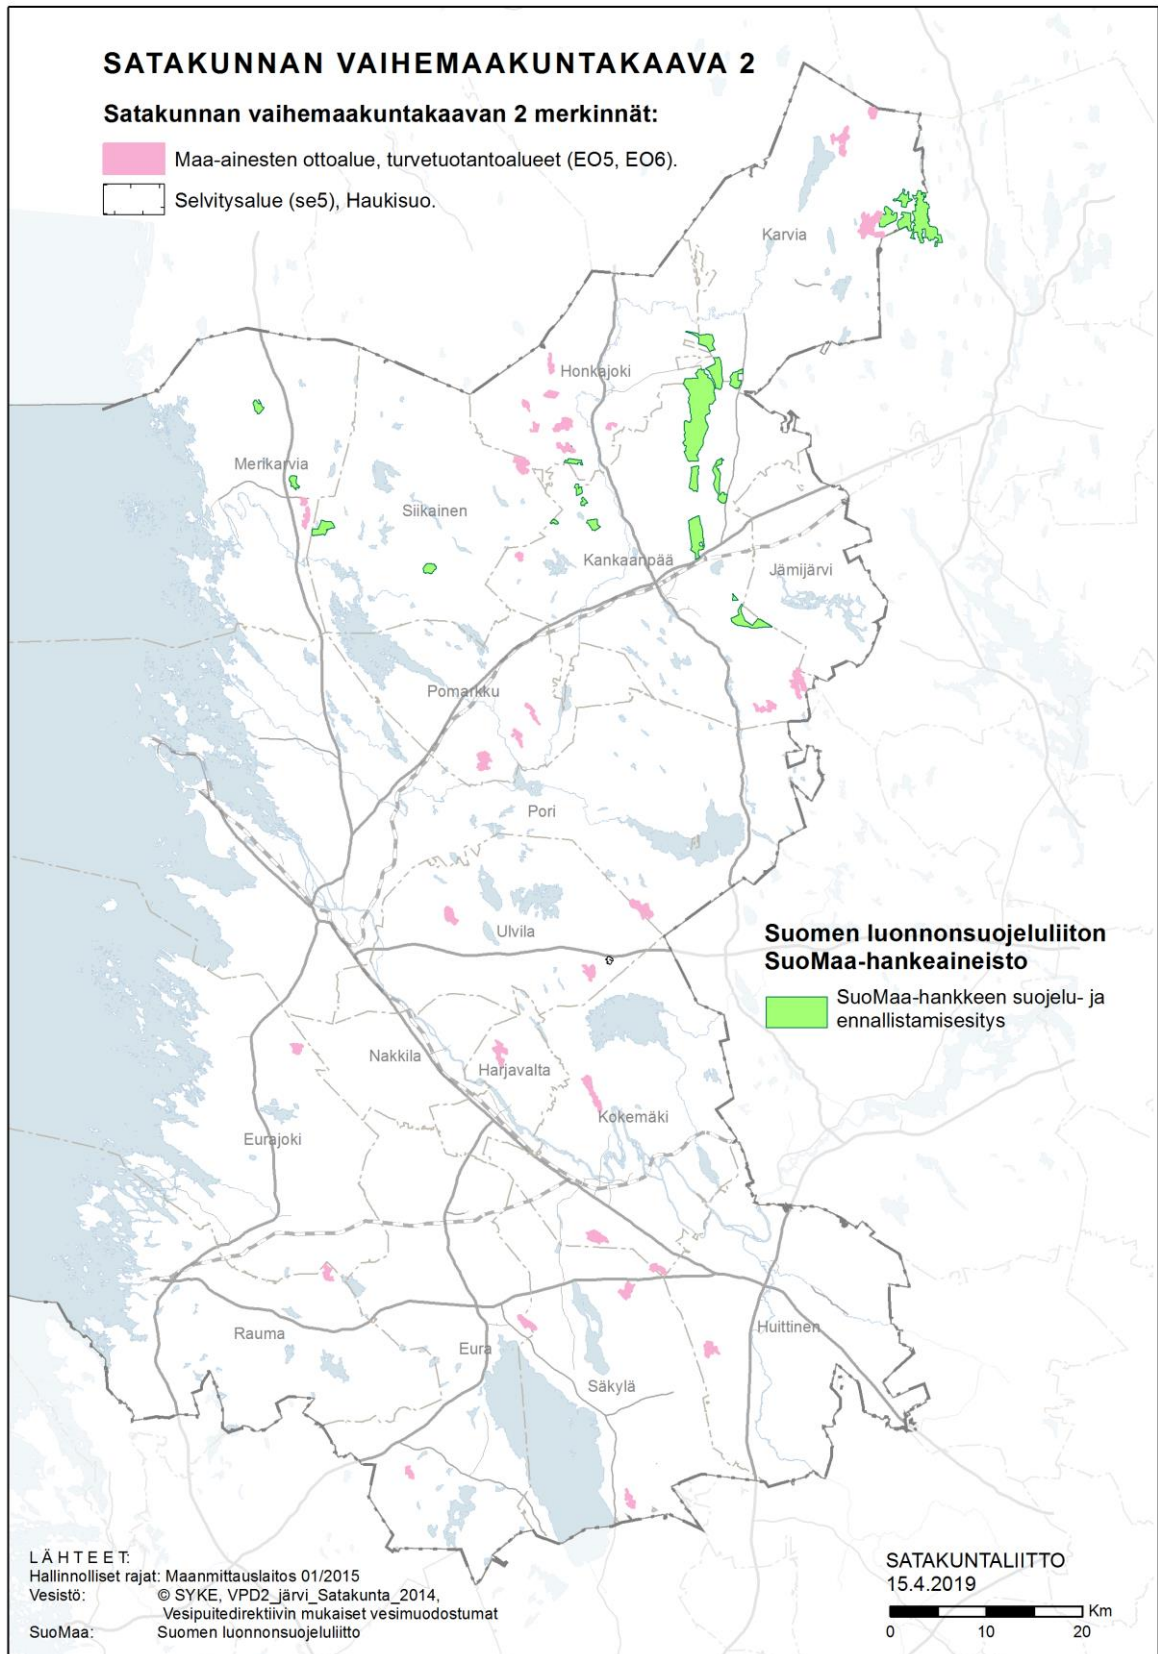 SATAKUNNAN VAIHEMAAKUNTAKAAVA 2
Satakunnan vaihemaakuntakaavan 2 merkinnät:
Maa-ainesten ottoalue, turvetuotantoalueet (EO5, EO6).
Selvitysalue (se5), Haukisuo.
Karvia
Honkajoki
Merikarvia
Siikainen
Kankaanpää
Jämijärvi
Pomarkku
Pori
Ulvila
Suomen luonnonsuojeluliiton
SuoMaa-hankeaineisto
SuoMaa-hankkeen suojelu- ja
ennallistamisesitys
Nakkila
Harjavalta
Kokemäki
Eurajoki
Rauma
Eura
Huittinen
Säkylä
LÄHTEET:
Hallinnolliset rajat: Maanmittauslaitos 01/2015
Vesistö: © SYKE, VPD2_järvi_Satakunta_2014,
Vesipuitedirektiivin mukaiset vesimuodostumat
SuoMaa: Suomen luonnonsuojeluliitto
SATAKUNTALIITTO
15.4.2019
Km
0 10 20